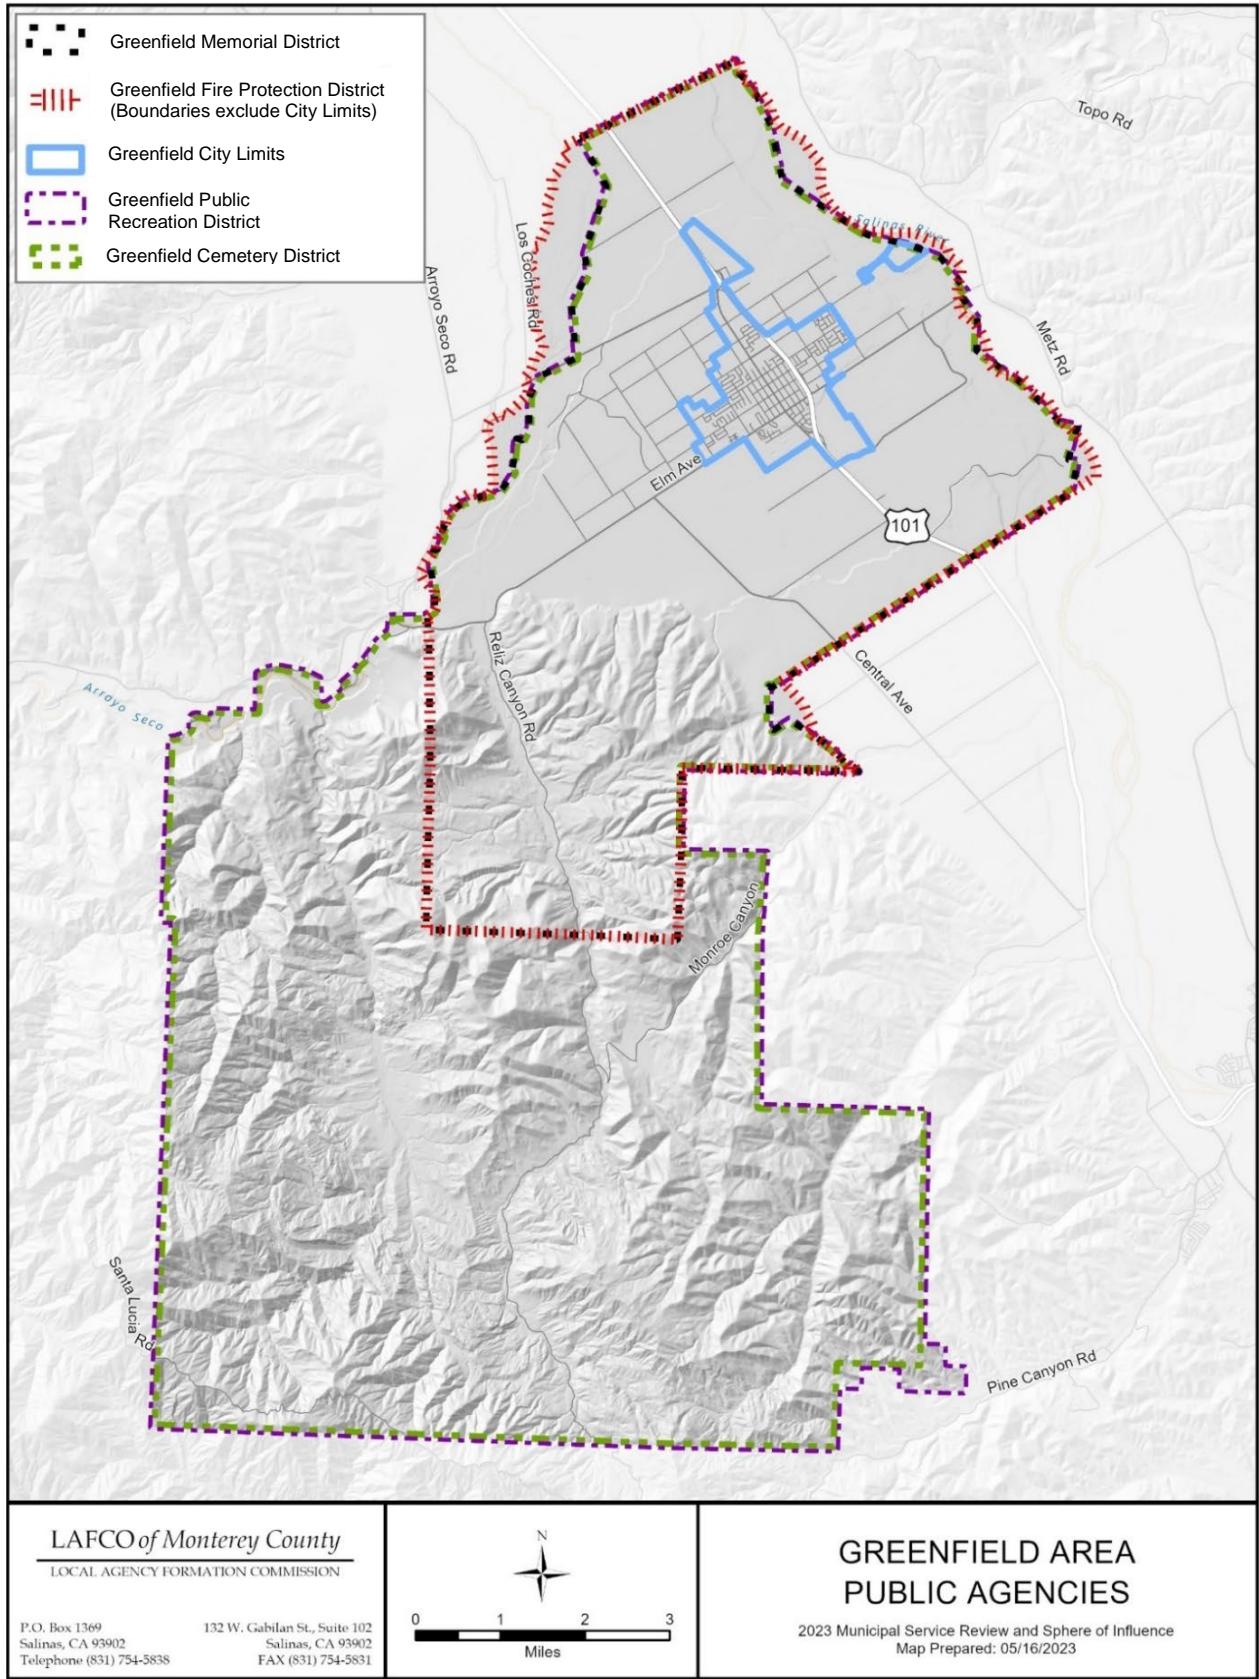 Greenfield Memorial District
Greenfield Fire Protection District
(Boundaries exclude City Limits)
Greenfield City Limits
Greenfield Public
Recreation District
Greenfield Cemetery District
Topo Rd
Salinas River
Los Coches Rd
Arroyo Seco Rd
Metz Rd
Elm Ave
101
Reliz Canyon Rd
Central Ave
Arroyo Seco
Monroe Canyon
Santa Lucia Rd
Pine Canyon Rd
LAFCO of Monterey County
LOCAL AGENCY FORMATION COMMISSION
P.O. Box 1369
Salinas, CA 93902
Telephone (831) 754-5838
132 W. Gabilan St., Suite 102
Salinas, CA 93902
FAX (831) 754-5831
N
0 1 2 3
Miles
GREENFIELD AREA
PUBLIC AGENCIES
2023 Municipal Service Review and Sphere of Influence
Map Prepared: 05/16/2023